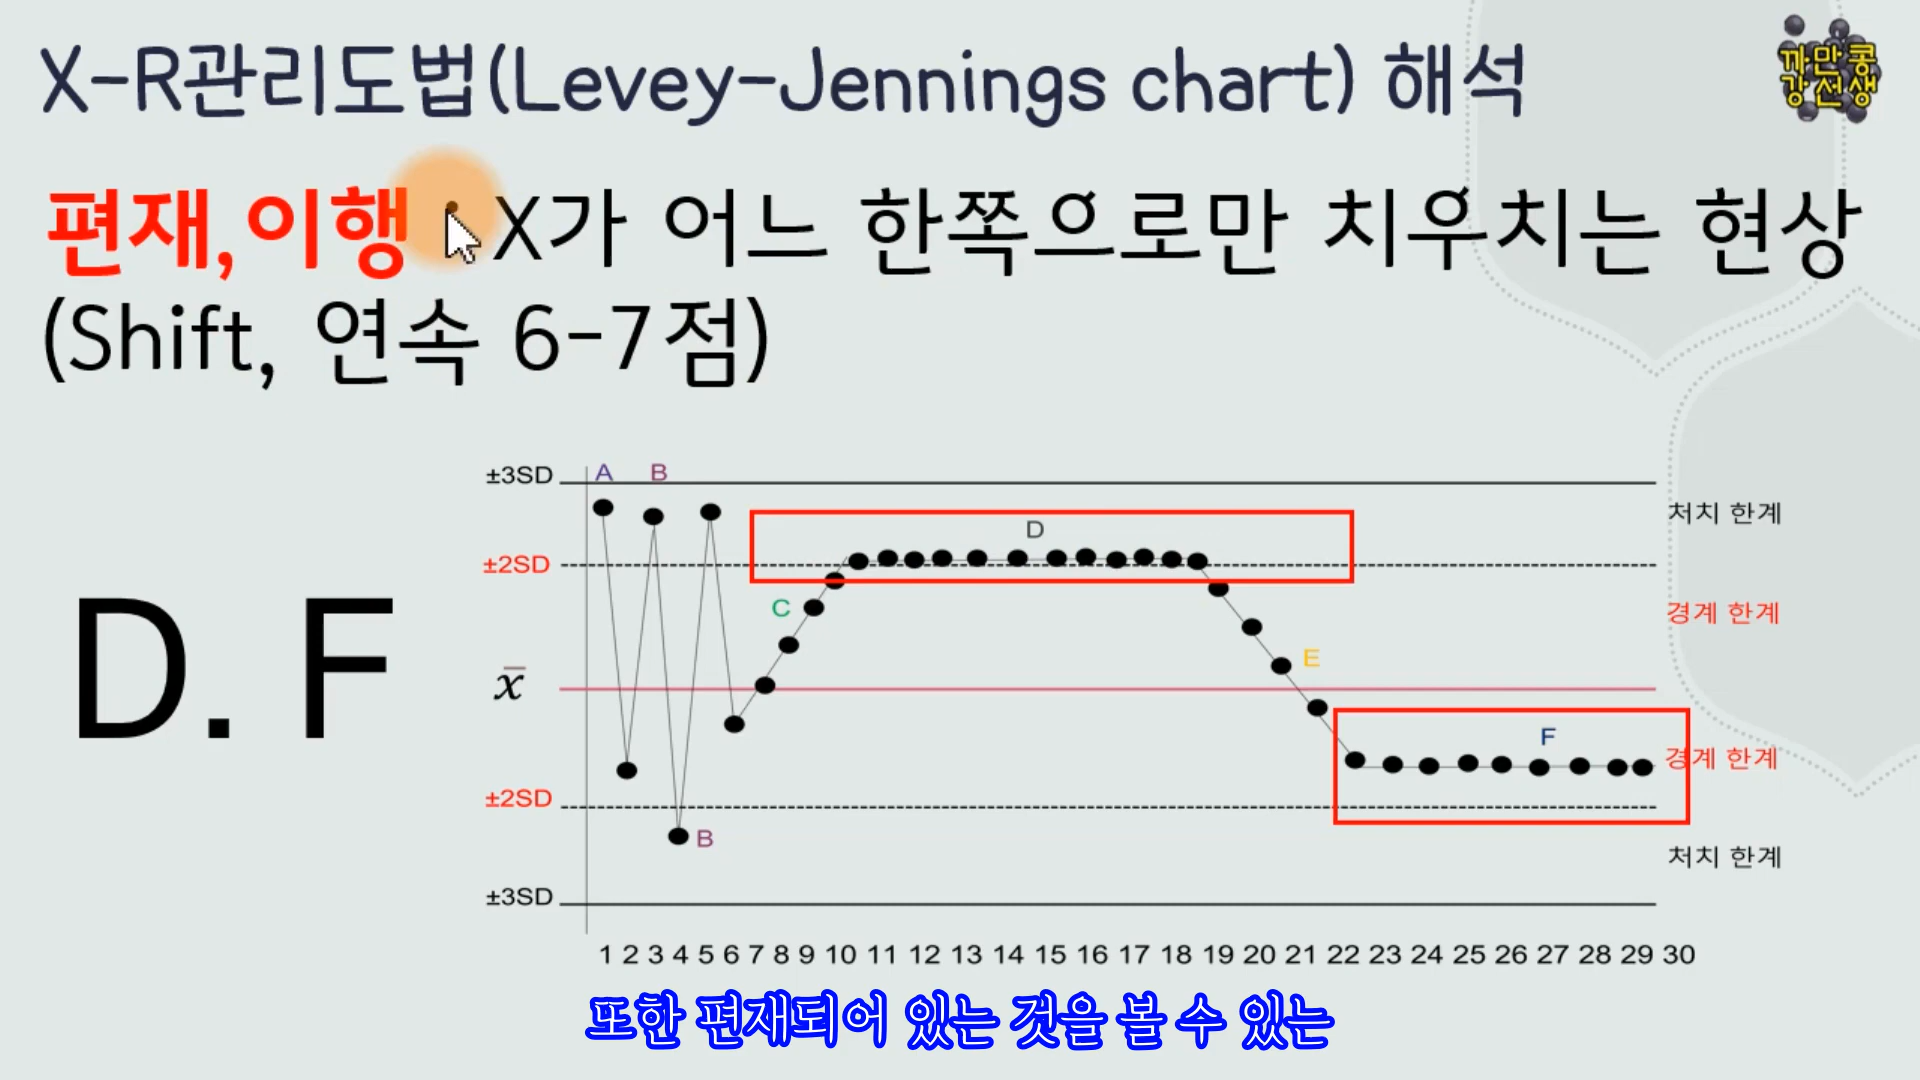 X-R관리도법(Levey-Jennings chart) 해석
까만콩
강선생
편재,이행 : X가 어느 한쪽으로만 치우치는 현상
(Shift, 연속 6-7점)
D. F
±3SD
A
B
처치 한계
D
±2SD
C
경계 한계
E
x̄
F
경계 한계
±2SD
B
처치 한계
±3SD
1 2 3 4 5 6 7 8 9 10 11 12 13 14 15 16 17 18 19 20 21 22 23 24 25 26 27 28 29 30
또한 편재되어 있는 것을 볼 수 있는